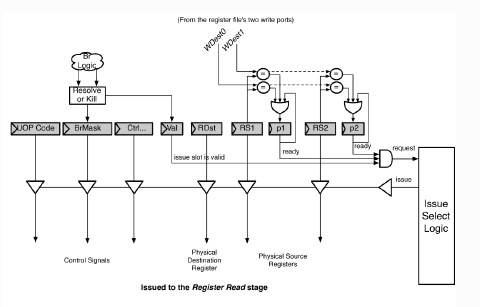 (From the register file's two write ports)
WDest0
WDest1
Br
Logic
Resolve
or Kill
=
=
=
=
UOP Code
BrMask
Ctrl...
Val
RDst
RS1
p1
RS2
p2
ready
ready
request
issue slot is valid
issue
Issue
Select
Logic
Control Signals
Physical
Destination
Register
Physical Source
Registers
Issued to the Register Read stage